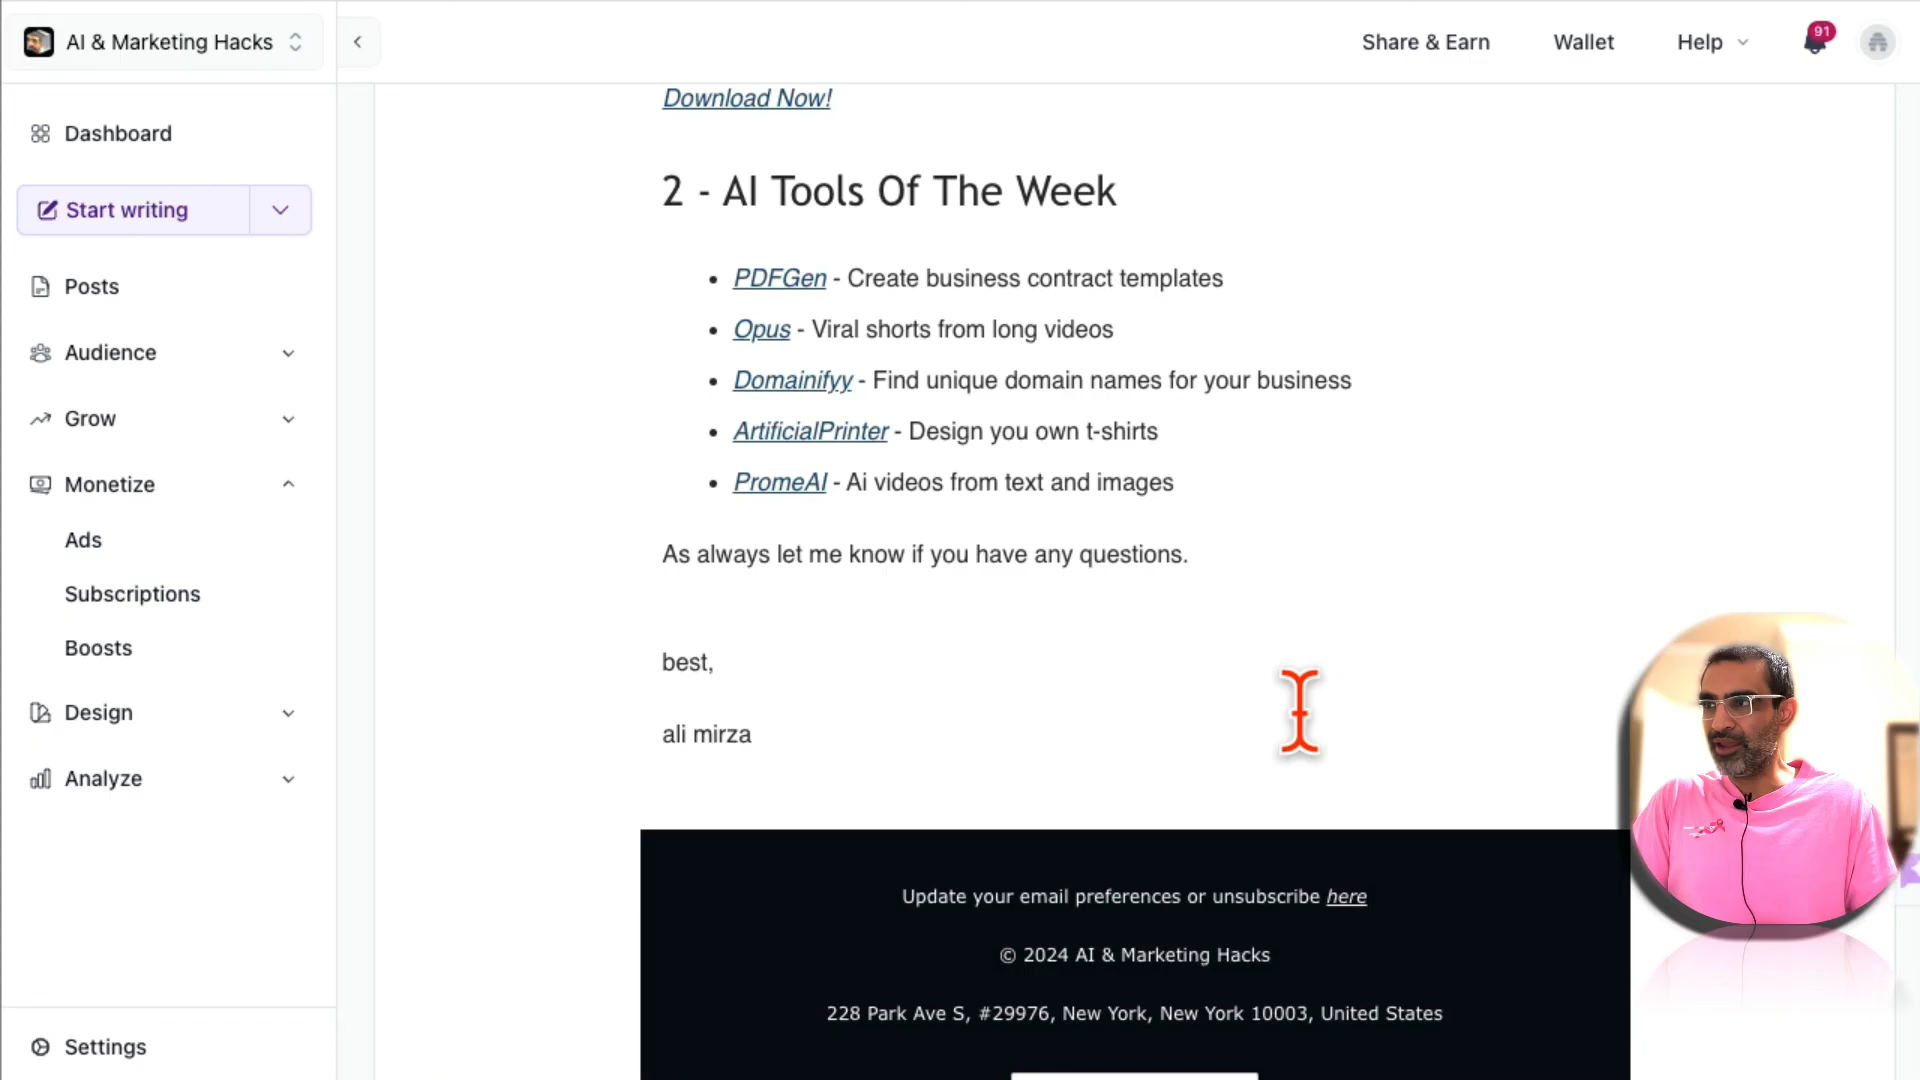 AI & Marketing Hacks
Share & Earn
Wallet
Help
91
Dashboard
Start writing
Posts
Audience
Grow
Monetize
Ads
Subscriptions
Boosts
Design
Analyze
Settings
Download Now!
2 - AI Tools Of The Week
• PDFGen - Create business contract templates
• Opus - Viral shorts from long videos
• Domainifyy - Find unique domain names for your business
• ArtificialPrinter - Design you own t-shirts
• PromeAI - Ai videos from text and images
As always let me know if you have any questions.
best,
ali mirza
Update your email preferences or unsubscribe here
© 2024 AI & Marketing Hacks
228 Park Ave S, #29976, New York, New York 10003, United States